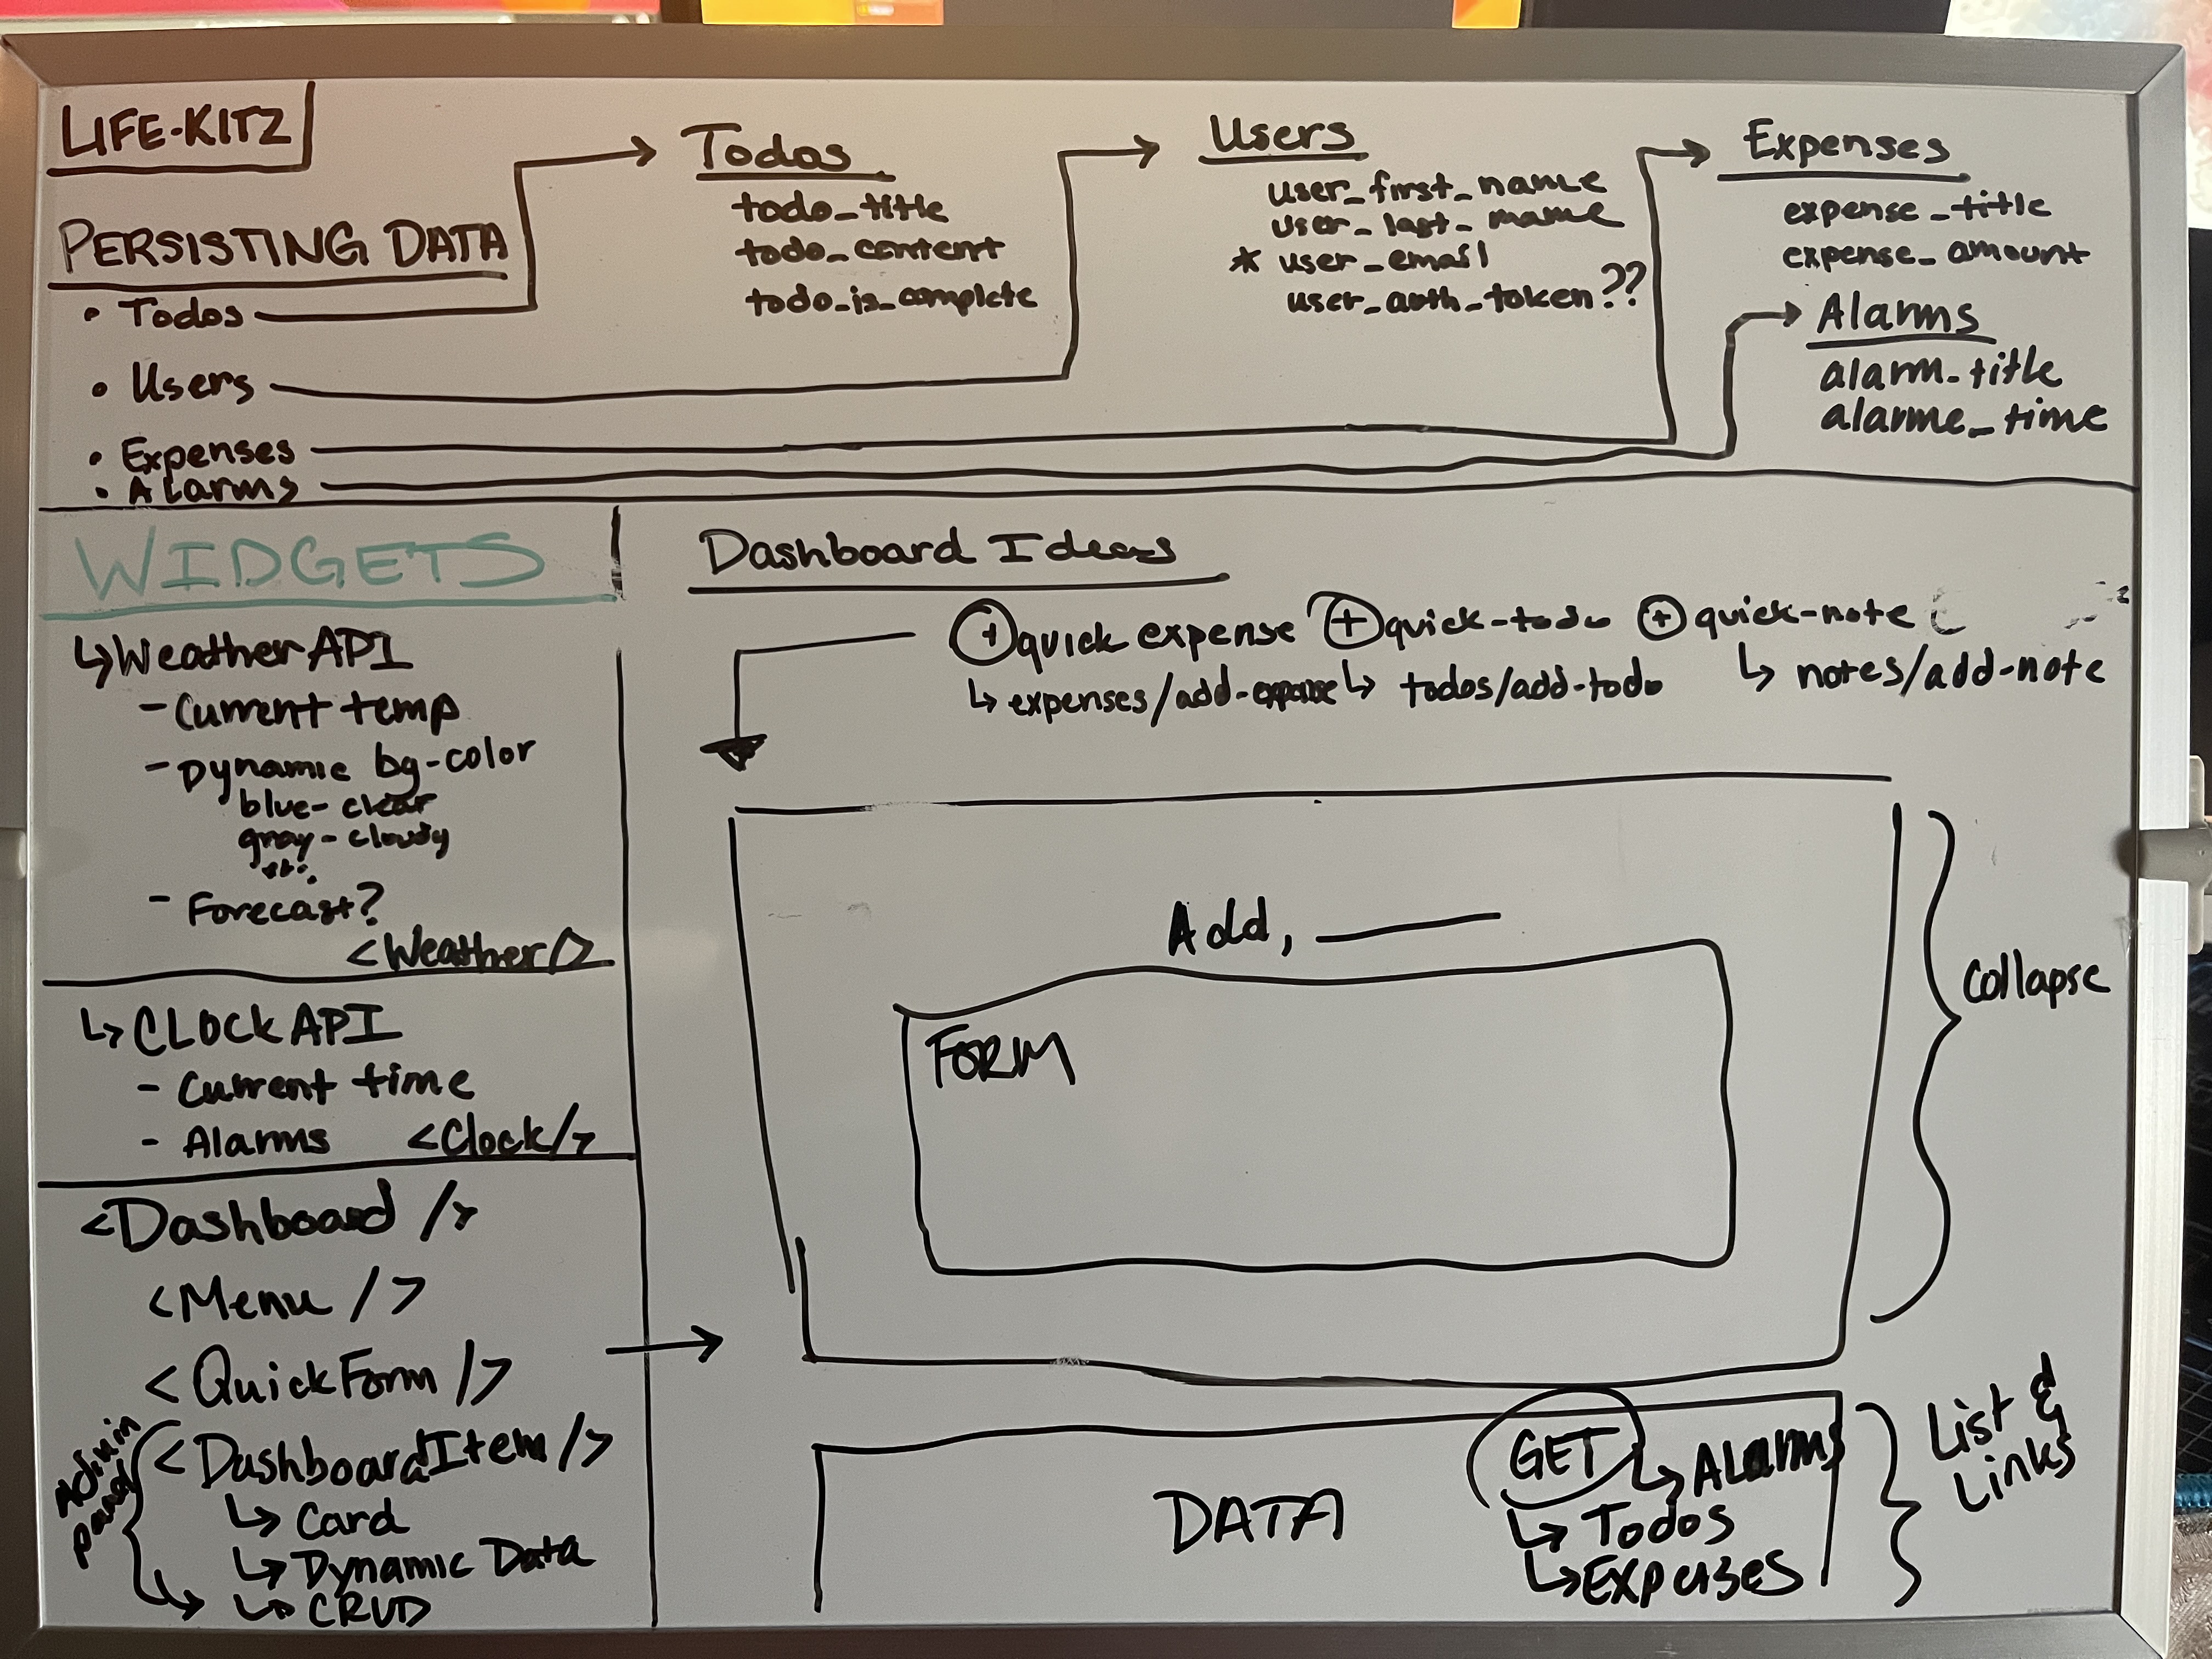 LIFE-KITZ
PERSISTING DATA
• Todos
• Users
• Expenses
• Alarms
Todos
todo_title
todo_content
todo_is_complete
Users
user_first_name
user_last_name
* user_email
user_auth_token??
Expenses
expense_title
expense_amount
Alarms
alarm-title
alarme_time
WIDGETS
↳ Weather API
- Current temp
- Dynamic bg-color
blue - clear
gray - cloudy
- Forecast?
<Weather/>
↳ CLOCK API
- Current time
- Alarms <Clock/>
<Dashboard />
<Menu />
<QuickForm />
Admin panel
<DashboardItem />
↳ Card
↳ Dynamic Data
↳ CRUD
Dashboard Ideas
+ quick expense + quick-todo + quick-note
↳ expenses/add-expense ↳ todos/add-todo ↳ notes/add-note
Add, ____
FORM
Collapse
DATA
GET
↳ Alarms
↳ Todos
↳ Expenses
List &
Links